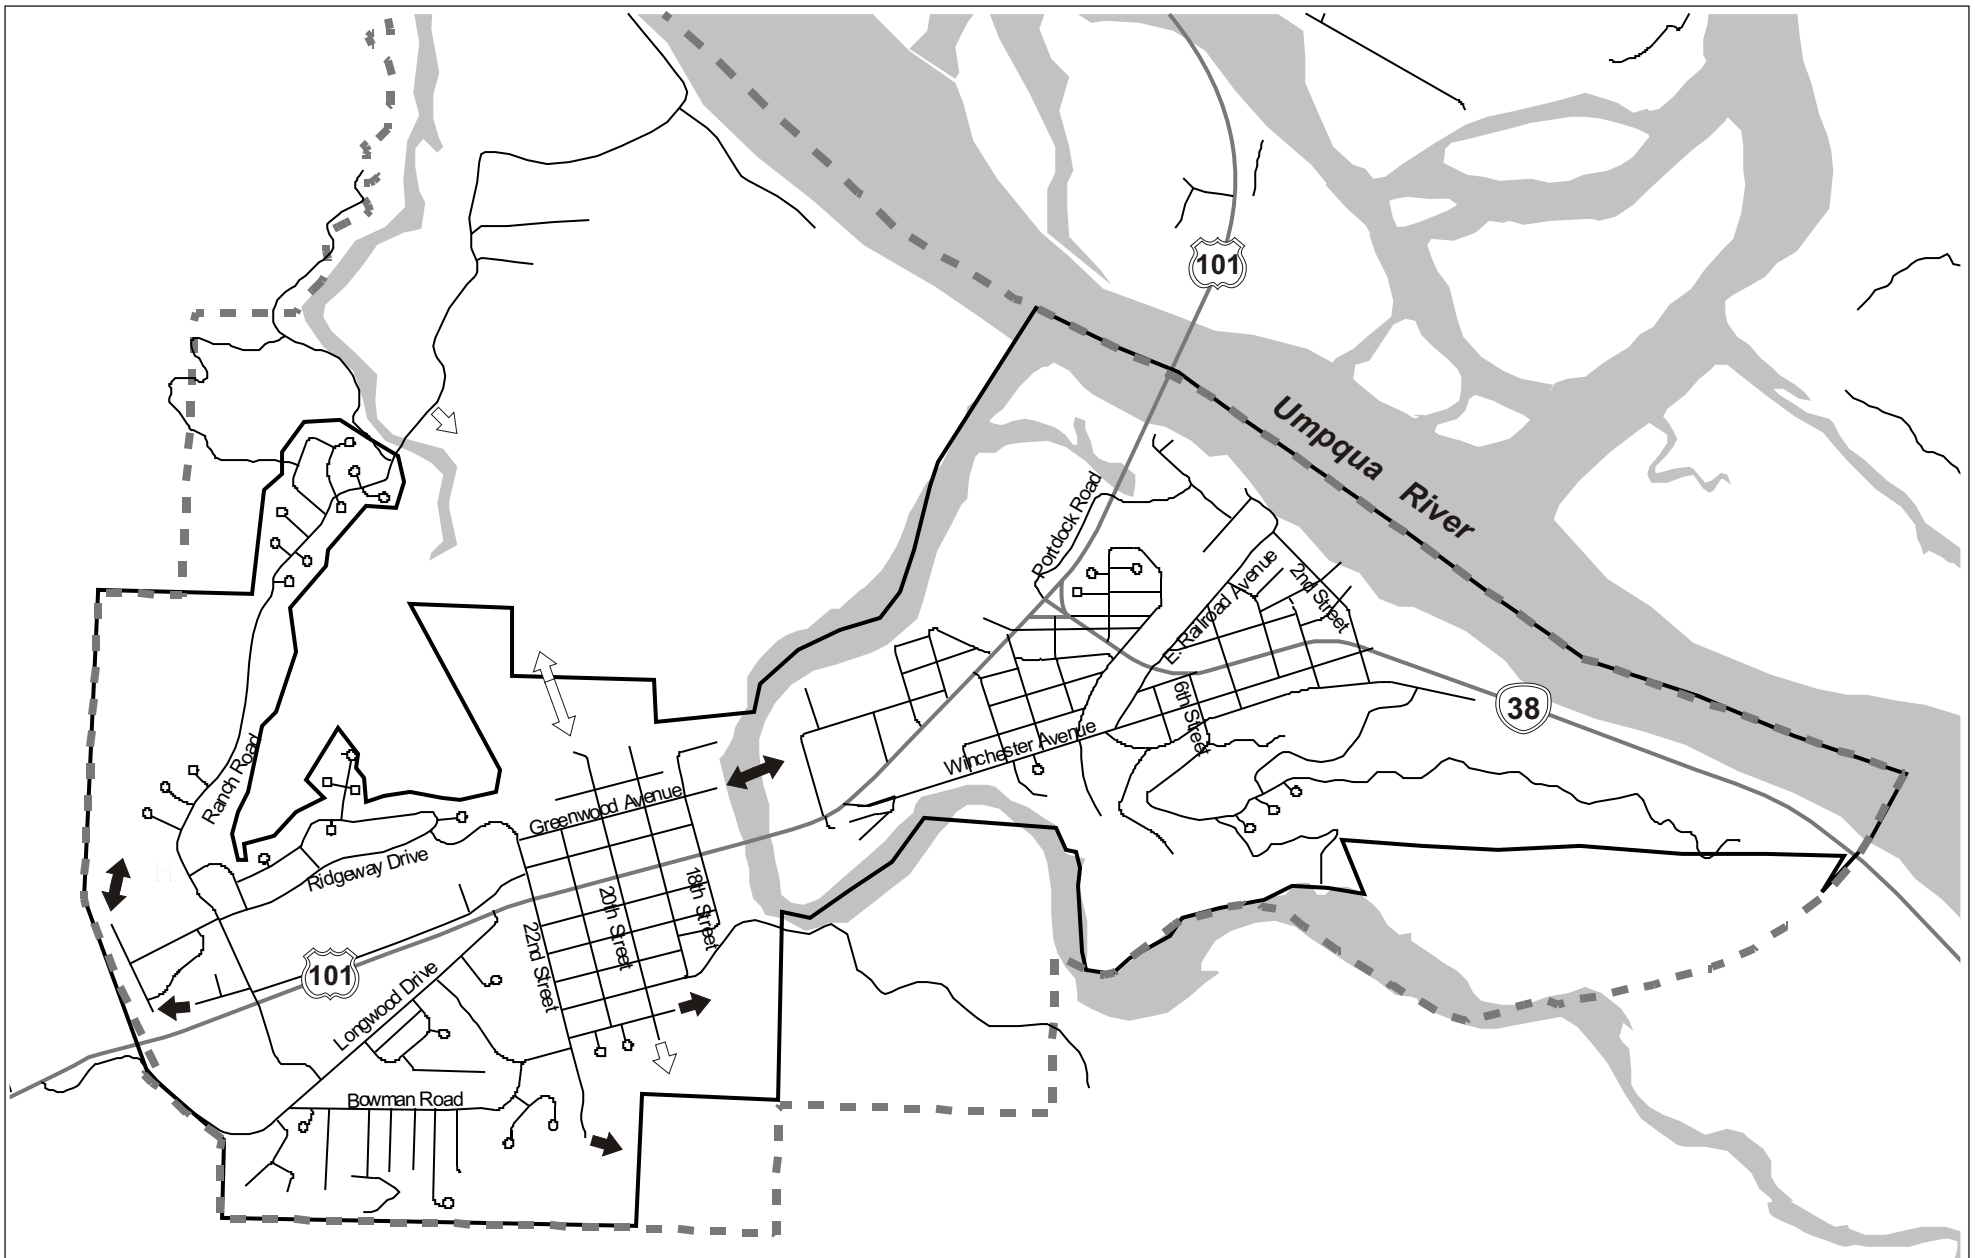 101
Umpqua River
Portdock Road
E. Railroad Avenue
2nd Street
6th Street
38
Winchester Avenue
Ranch Road
Greenwood Avenue
Ridgeway Drive
18th Street
20th Street
22nd Street
101
Longwood Drive
Bowman Road